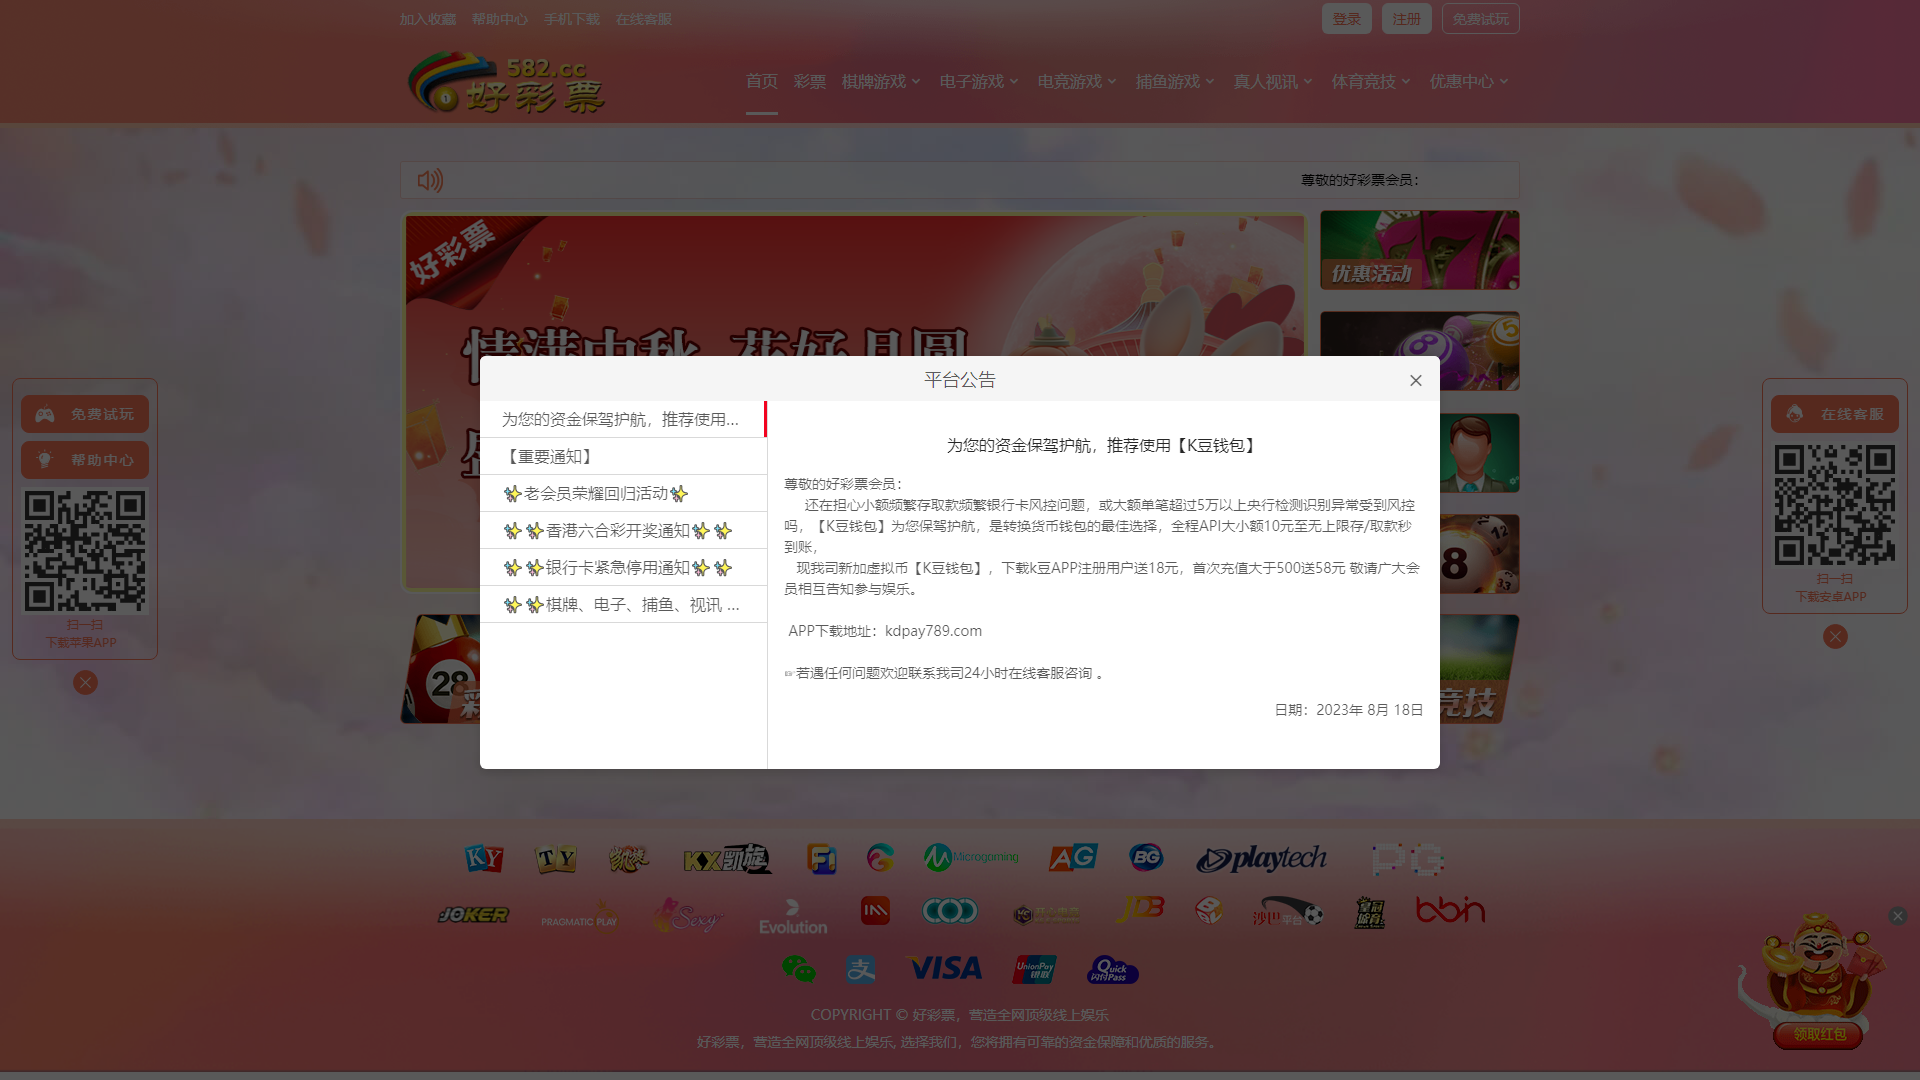 加入收藏 帮助中心 手机下载 在线客服 登录 注册 免费试玩
582.cc
好彩票
首页 彩票 棋牌游戏 电子游戏 电竞游戏 捕鱼游戏 真人视讯 体育竞技 优惠中心
尊敬的好彩票会员：
好彩票
情满中秋 花好月圆
优惠活动
平台公告
为您的资金保驾护航，推荐使用...
【重要通知】
✨老会员荣耀回归活动✨
✨✨香港六合彩开奖通知✨✨
✨✨银行卡紧急停用通知✨✨
✨✨棋牌、电子、捕鱼、视讯 ...
为您的资金保驾护航，推荐使用【K豆钱包】
尊敬的好彩票会员：
还在担心小额频繁存取款频繁银行卡风控问题，或大额单笔超过5万以上央行检测识别异常受到风控
吗，【K豆钱包】为您保驾护航，是转换货币钱包的最佳选择，全程API大小额10元至无上限存/取款秒
到账，
现我司新加虚拟币【K豆钱包】，下载k豆APP注册用户送18元，首次充值大于500送58元 敬请广大会
员相互告知参与娱乐。
APP下载地址：kdpay789.com
☞若遇任何问题欢迎联系我司24小时在线客服咨询 。
日期：2023年 8月 18日
免费试玩
帮助中心
扫一扫
下载苹果APP
在线客服
扫一扫
下载安卓APP
28
彩
8
12
33
5
8
竞技
KY TY 凯旋 KX凯旋 FI Microgaming AG BG playtech PG
JOKER PRAGMATIC PLAY Sexy Evolution IM 开心电竞 JDB 沙巴平台 皇冠体育 bbin
支 VISA UnionPay 银联 Quick Pass 闪付
COPYRIGHT © 好彩票，营造全网顶级线上娱乐
好彩票，营造全网顶级线上娱乐, 选择我们，您将拥有可靠的资金保障和优质的服务。
领取红包